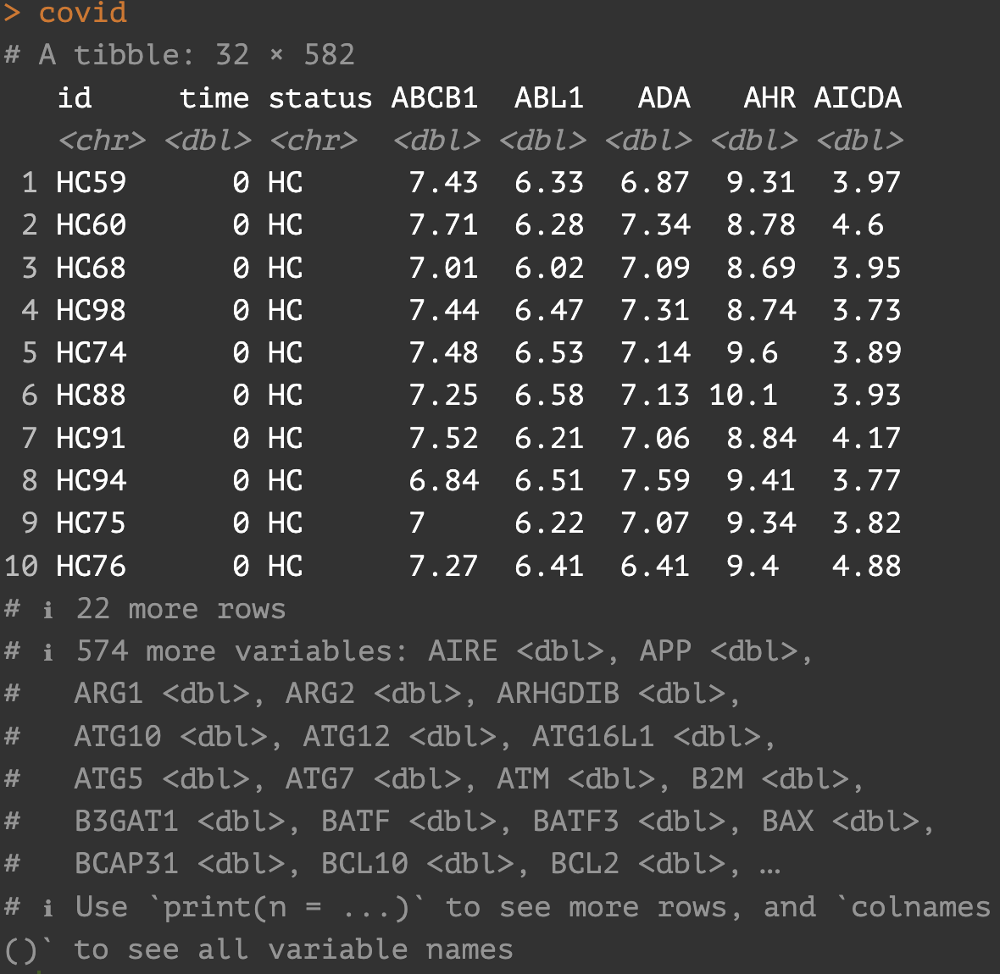 > covid
# A tibble: 32 × 582
id time status ABCB1 ABL1 ADA AHR AICDA
<chr> <dbl> <chr> <dbl> <dbl> <dbl> <dbl> <dbl>
1 HC59 0 HC 7.43 6.33 6.87 9.31 3.97
2 HC60 0 HC 7.71 6.28 7.34 8.78 4.6
3 HC68 0 HC 7.01 6.02 7.09 8.69 3.95
4 HC98 0 HC 7.44 6.47 7.31 8.74 3.73
5 HC74 0 HC 7.48 6.53 7.14 9.6 3.89
6 HC88 0 HC 7.25 6.58 7.13 10.1 3.93
7 HC91 0 HC 7.52 6.21 7.06 8.84 4.17
8 HC94 0 HC 6.84 6.51 7.59 9.41 3.77
9 HC75 0 HC 7 6.22 7.07 9.34 3.82
10 HC76 0 HC 7.27 6.41 6.41 9.4 4.88
# ℹ 22 more rows
# ℹ 574 more variables: AIRE <dbl>, APP <dbl>,
# ARG1 <dbl>, ARG2 <dbl>, ARHGDIB <dbl>,
# ATG10 <dbl>, ATG12 <dbl>, ATG16L1 <dbl>,
# ATG5 <dbl>, ATG7 <dbl>, ATM <dbl>, B2M <dbl>,
# B3GAT1 <dbl>, BATF <dbl>, BATF3 <dbl>, BAX <dbl>,
# BCAP31 <dbl>, BCL10 <dbl>, BCL2 <dbl>, …
# ℹ Use `print(n = ...)` to see more rows, and `colnames
()` to see all variable names